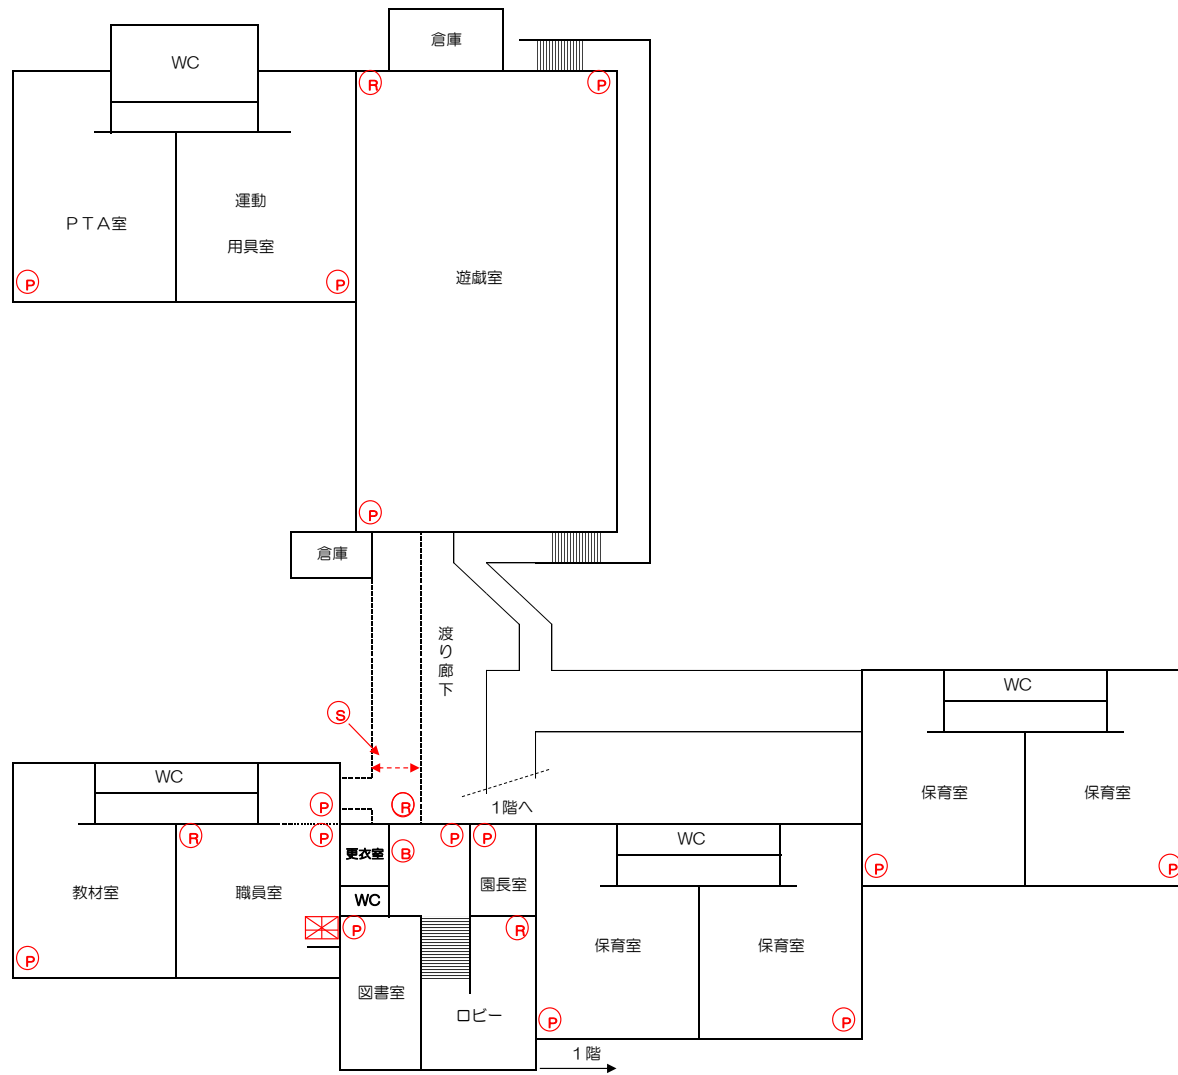 倉庫
WC
R
P
運動
PTA室
用具室
遊戯室
P
P
P
倉庫
渡り廊下
WC
S
WC
保育室
保育室
P
R
1階へ
R
P
P
P
WC
更衣室
B
P
P
園長室
教材室
職員室
WC
P
R
保育室
保育室
P
図書室
ロビー
P
P
1階